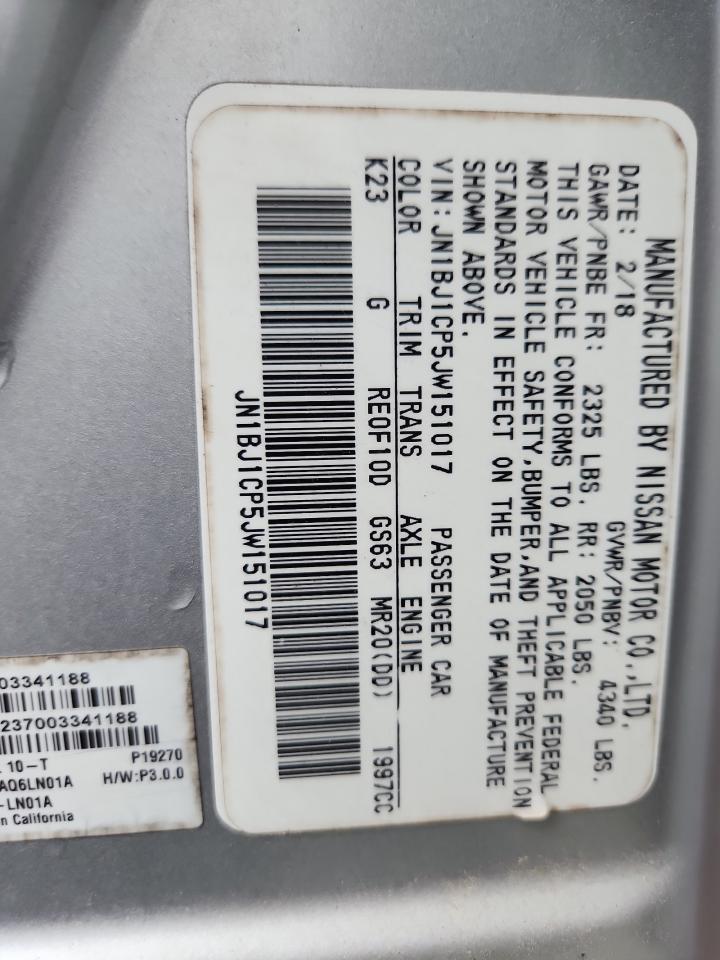 MANUFACTURED BY NISSAN MOTOR CO.,LTD.
DATE: 2/18 GVWR/PNBV: 4340 LBS.
GAWR/PNBE FR: 2325 LBS. RR: 2050 LBS.
THIS VEHICLE CONFORMS TO ALL APPLICABLE FEDERAL
MOTOR VEHICLE SAFETY,BUMPER,AND THEFT PREVENTION
STANDARDS IN EFFECT ON THE DATE OF MANUFACTURE
SHOWN ABOVE.
VIN:JN1BJ1CP5JW151017 PASSENGER CAR
COLOR TRIM TRANS AXLE ENGINE
K23 G RE0F10D GS63 MR20(DD) 1997CC
JN1BJ1CP5JW151017
03341188
237003341188
10-T P19270
AQ6LN01A H/W:P3.0.0
-LN01A
California